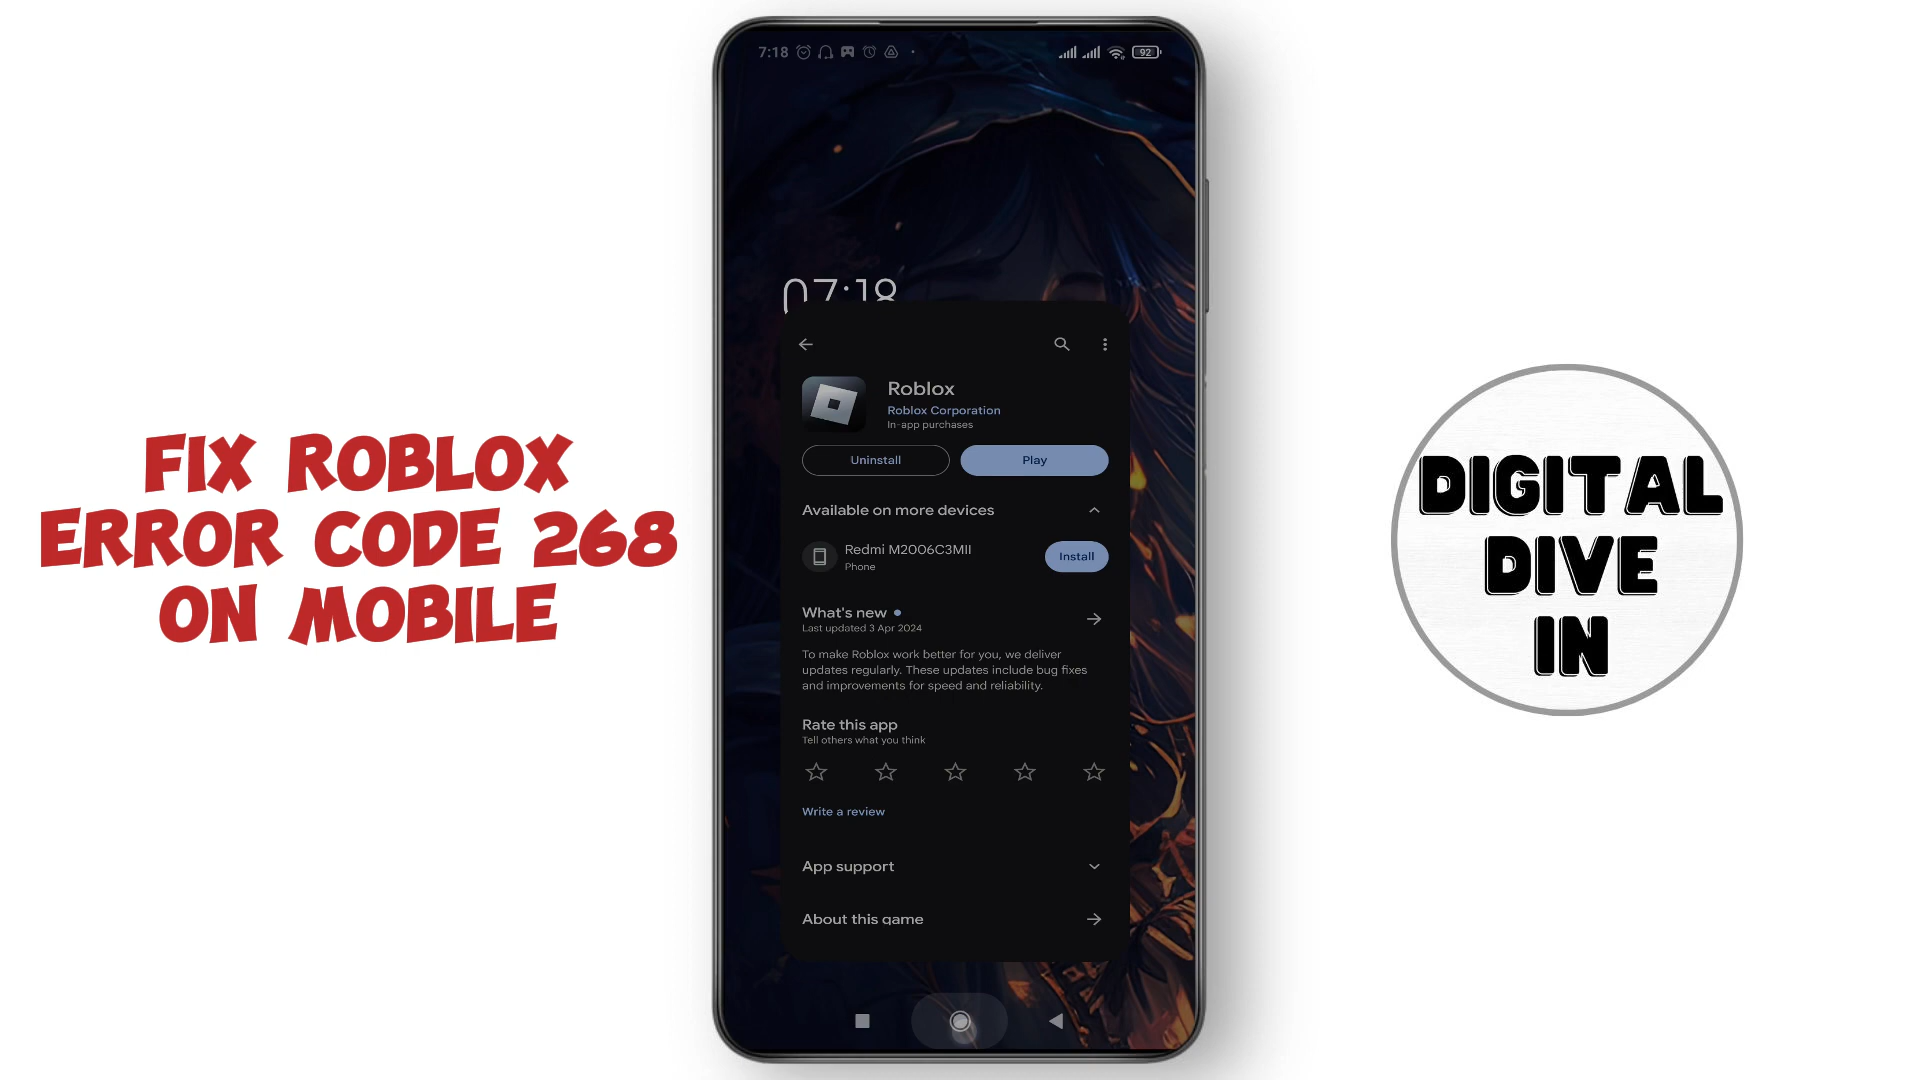 FIX ROBLOX
ERROR CODE 268
ON MOBILE
7:18
92
07:18
Roblox
Roblox Corporation
In-app purchases
Uninstall
Play
Available on more devices
Redmi M2006C3MII
Phone
Install
What's new
Last updated 3 Apr 2024
To make Roblox work better for you, we deliver
updates regularly. These updates include bug fixes
and improvements for speed and reliability.
Rate this app
Tell others what you think
Write a review
App support
About this game
DIGITAL
DIVE
IN